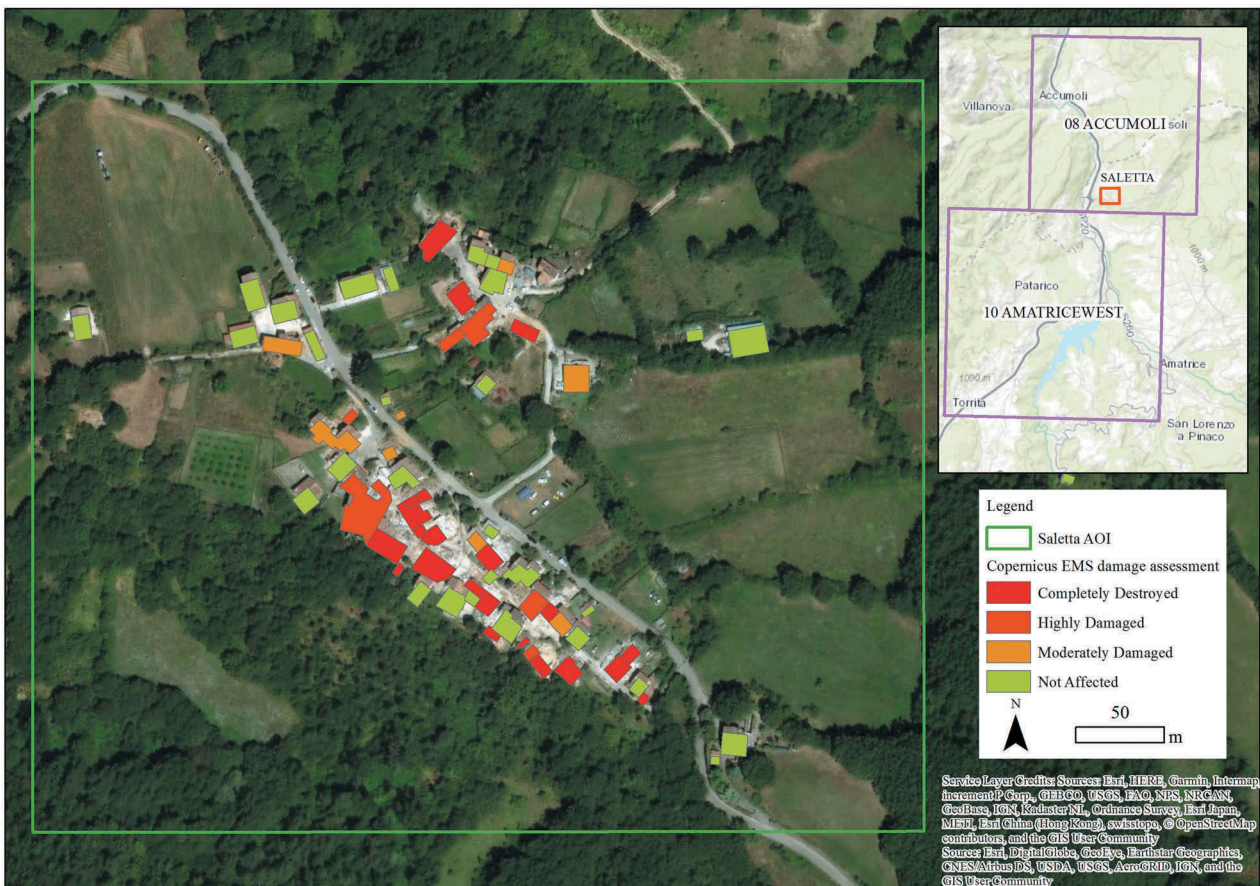 Accumoli
Villanova
08 ACCUMOLI
soli
SALETTA
Patarico
10 AMATRICEWEST
1000 m
Amatrice
1000 m
Torrita
San Lorenzo
a Pinaco
Legend
Saletta AOI
Copernicus EMS damage assessment
Completely Destroyed
Highly Damaged
Moderately Damaged
Not Affected
N
50
m
Service Layer Credits: Sources: Esri, HERE, Garmin, Intermap,
increment P Corp., GEBCO, USGS, FAO, NPS, NRCAN,
GeoBase, IGN, Kadaster NL, Ordnance Survey, Esri Japan,
METI, Esri China (Hong Kong), swisstopo, © OpenStreetMap
contributors, and the GIS User Community
Source: Esri, DigitalGlobe, GeoEye, Earthstar Geographics,
CNES/Airbus DS, USDA, USGS, AeroGRID, IGN, and the
GIS User Community